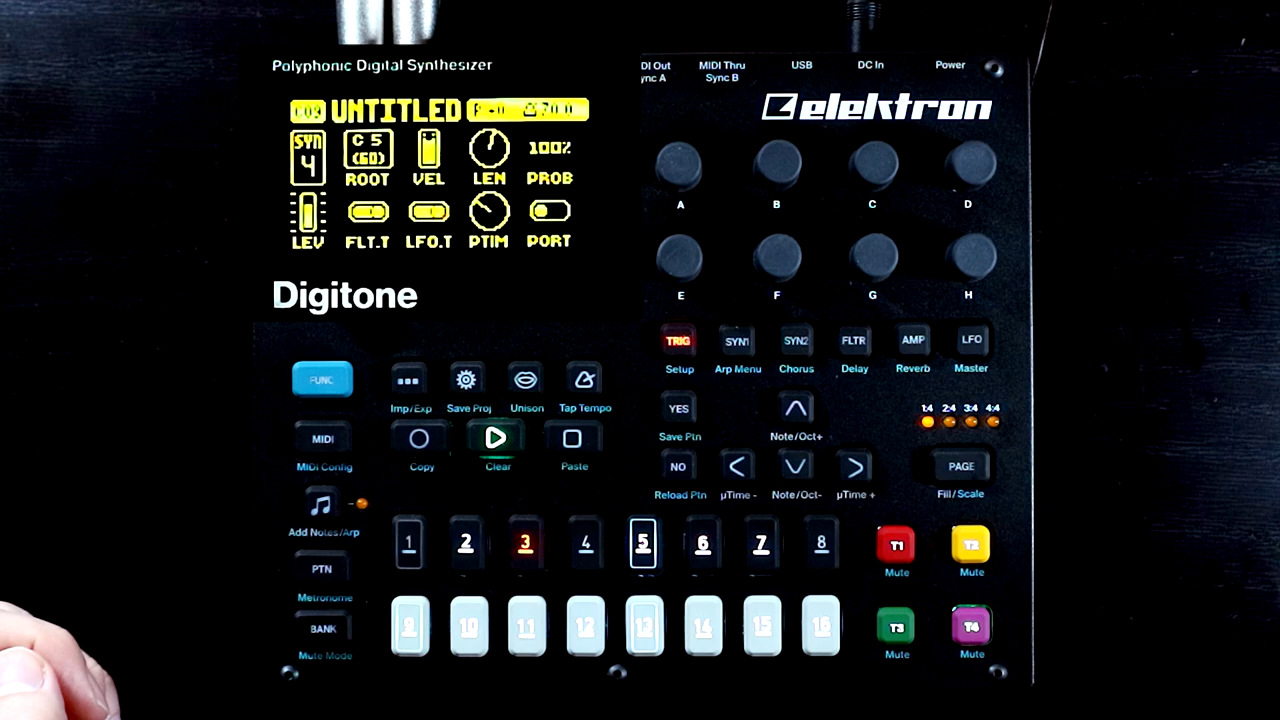 Polyphonic Digital Synthesizer
DI Out
ync A
MIDI Thru
Sync B
USB
DC In
Power
elektron
UNTITLED
SYN
4
C 5
(60)
ROOT
VEL
LEN
100%
PROB
LEV
FLT.T
LFO.T
PTIM
PORT
A
B
C
D
E
F
G
H
Digitone
TRIG
SYN1
SYN2
FLTR
AMP
LFO
Setup
Arp Menu
Chorus
Delay
Reverb
Master
FUNC
Imp/Exp
Save Proj
Unison
Tap Tempo
YES
Save Ptn
Note/Oct+
1:4
2:4
3:4
4:4
MIDI
MIDI Config
Copy
Clear
Paste
NO
Reload Ptn
µTime -
Note/Oct-
µTime +
PAGE
Fill/Scale
Add Notes/Arp
PTN
Metronome
BANK
Mute Mode
1
2
3
4
5
6
7
8
9
10
11
12
13
14
15
16
T1
Mute
T2
Mute
T3
Mute
T4
Mute